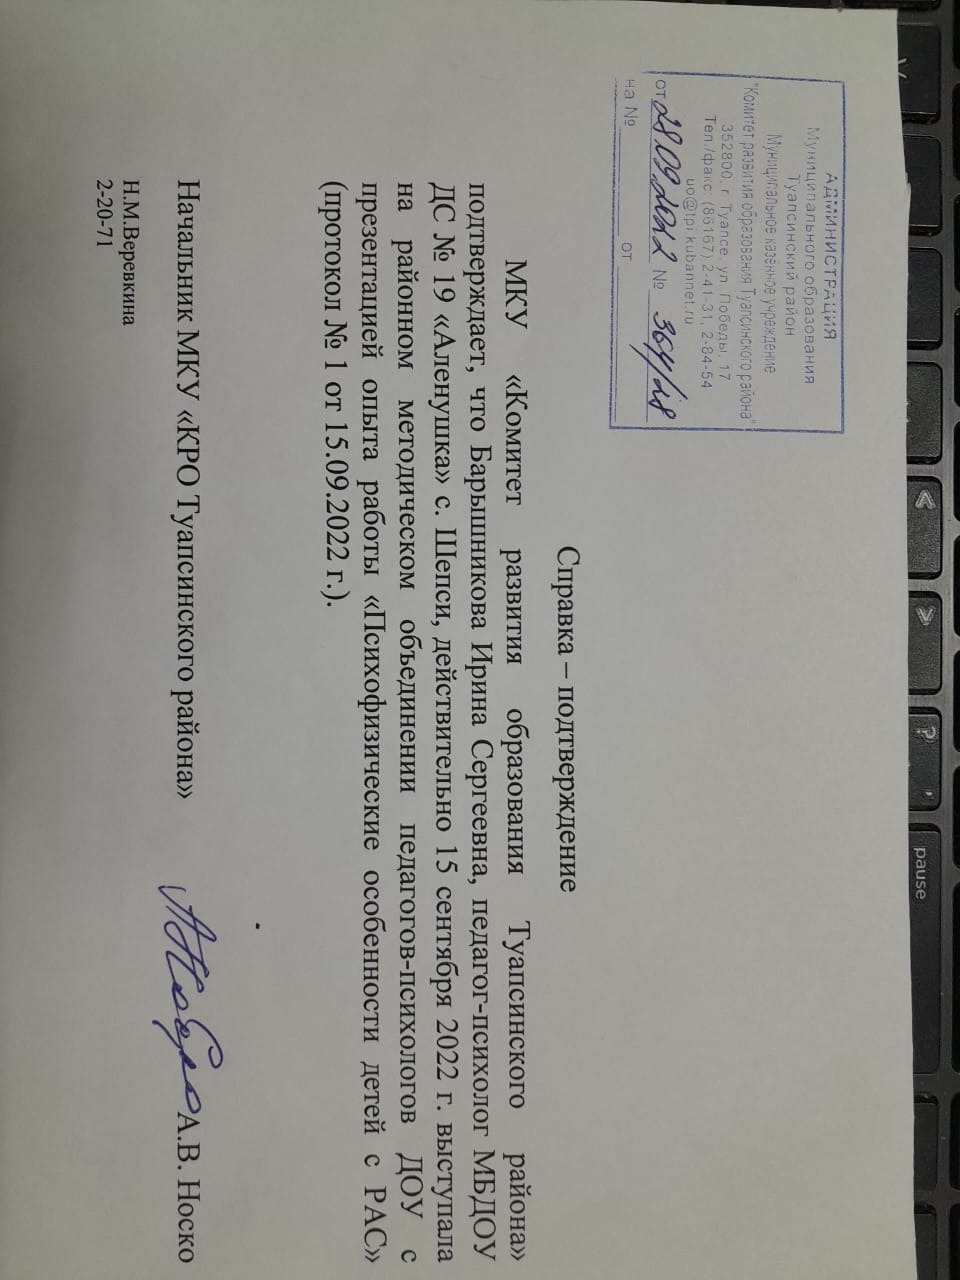 АДМИНИСТРАЦИЯ
Муниципального образования
Туапсинский район
Муниципальное казённое учреждение
"Комитет развития образования Туапсинского района"
352800, г. Туапсе, ул. Победы, 17
Тел./факс: (86167) 2-41-31, 2-84-54
uo@tpi.kubannet.ru
от 28.09.2022 № 304/18
на № от
Справка – подтверждение
МКУ «Комитет развития образования Туапсинского района»
подтверждает, что Барышникова Ирина Сергеевна, педагог-психолог МБДОУ
ДС № 19 «Аленушка» с. Шепси, действительно 15 сентября 2022 г. выступала
на районном методическом объединении педагогов-психологов ДОУ с
презентацией опыта работы «Психофизические особенности детей с РАС»
(протокол № 1 от 15.09.2022 г.).
Начальник МКУ «КРО Туапсинского района» А.В. Носко
Н.М.Веревкина
2-20-71
?
,
pause